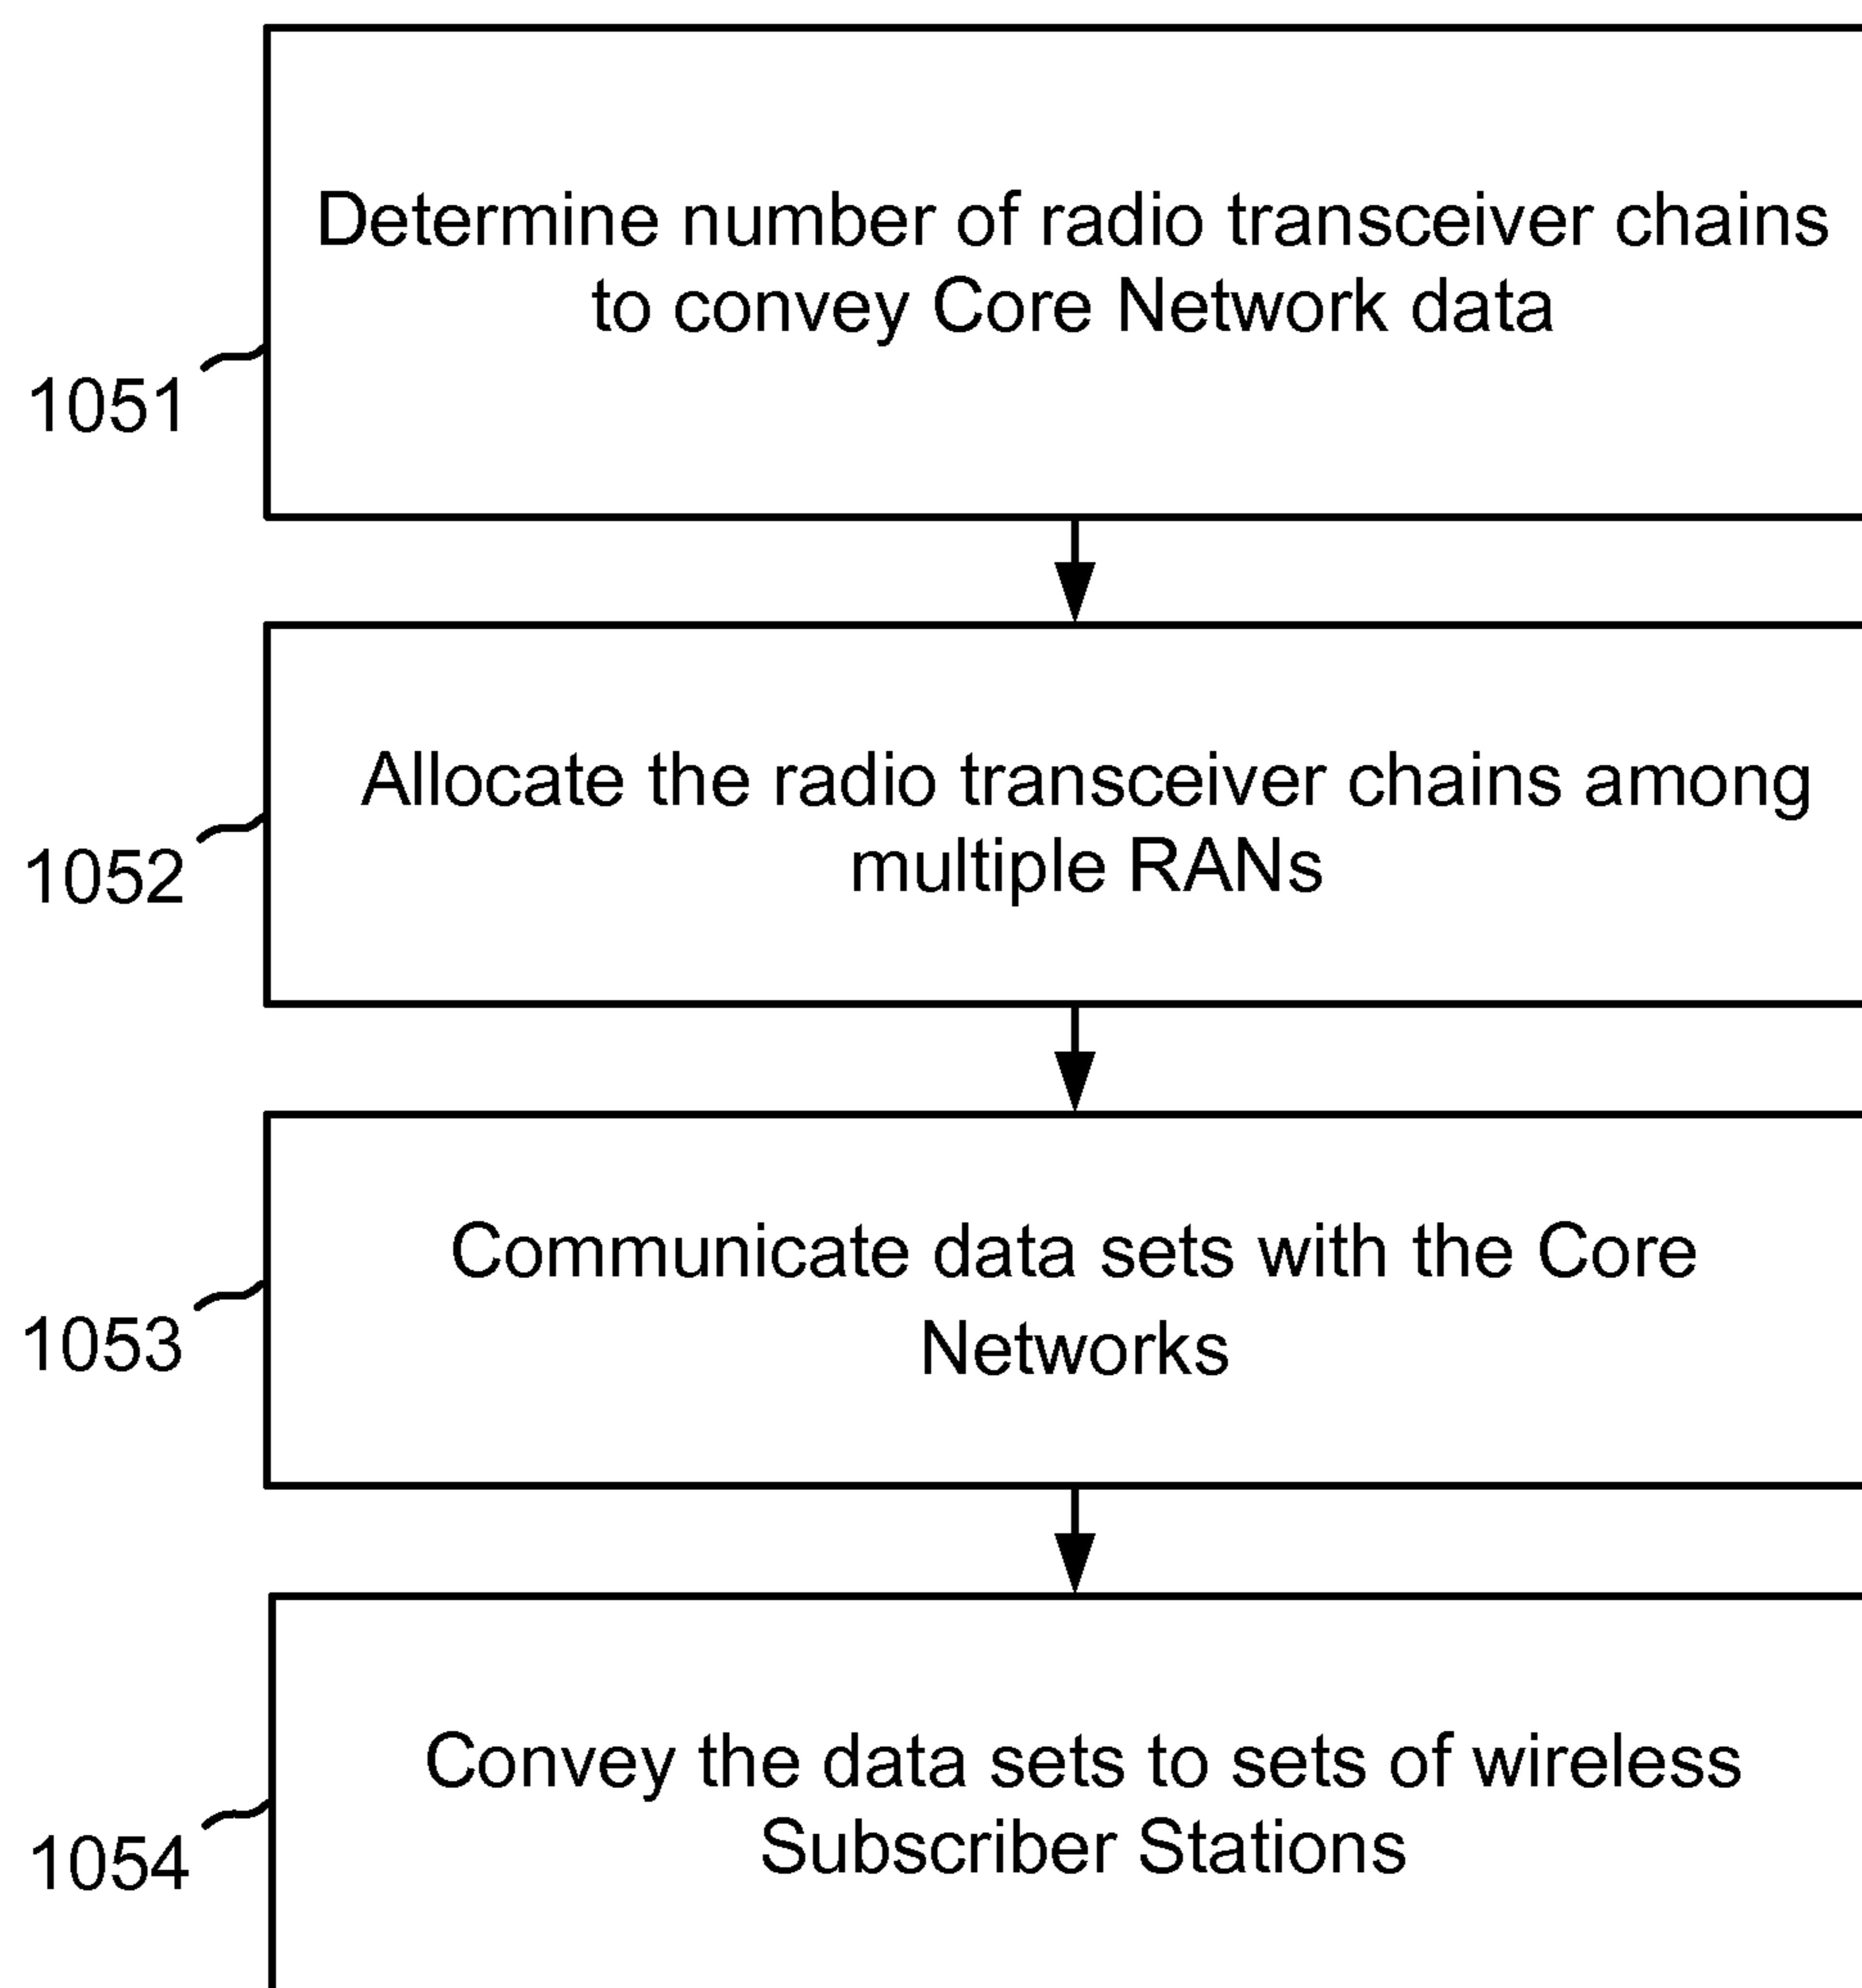 Determine number of radio transceiver chains
to convey Core Network data
1051
Allocate the radio transceiver chains among
multiple RANs
1052
Communicate data sets with the Core
Networks
1053
Convey the data sets to sets of wireless
Subscriber Stations
1054